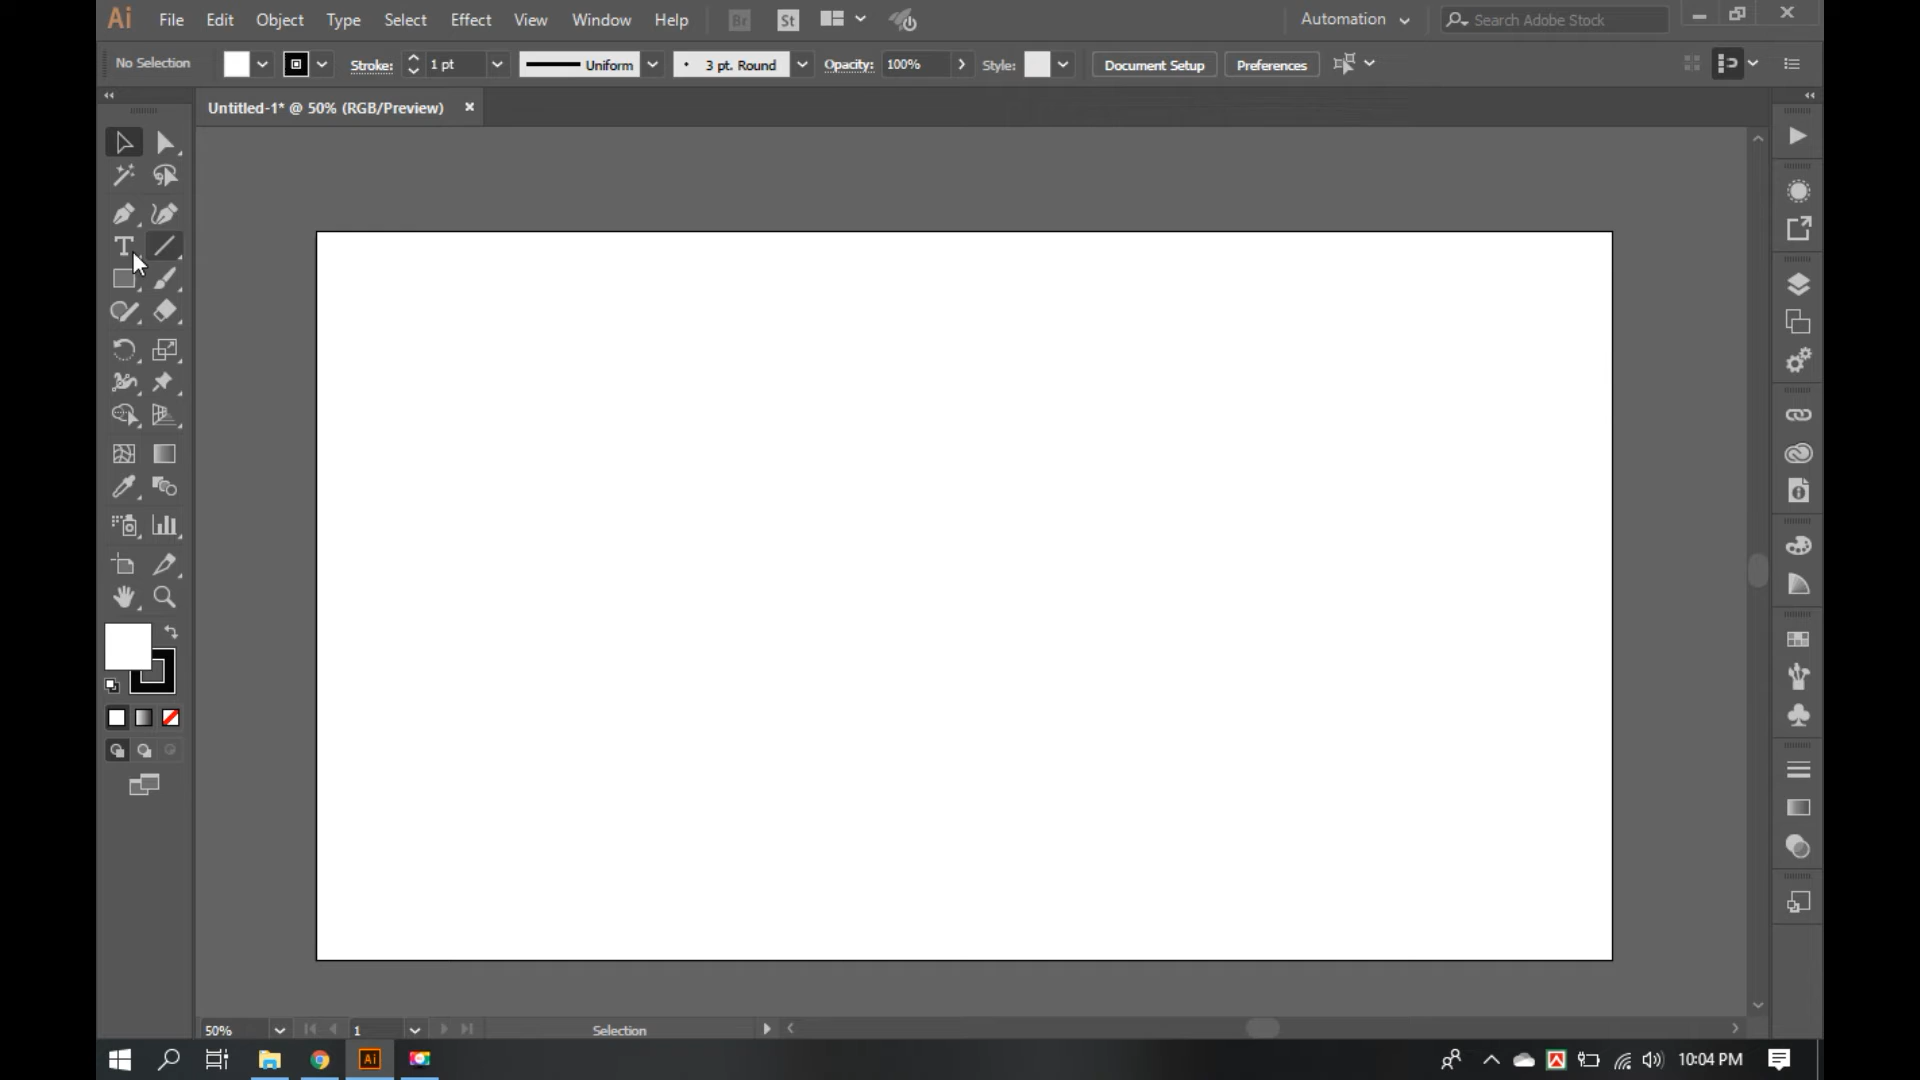 Ai File Edit Object Type Select Effect View Window Help Br St Automation Search Adobe Stock
No Selection Stroke: 1 pt Uniform 3 pt. Round Opacity: 100% Style: Document Setup Preferences
Untitled-1* @ 50% (RGB/Preview)
T
50% 1 Selection
Ai 10:04 PM